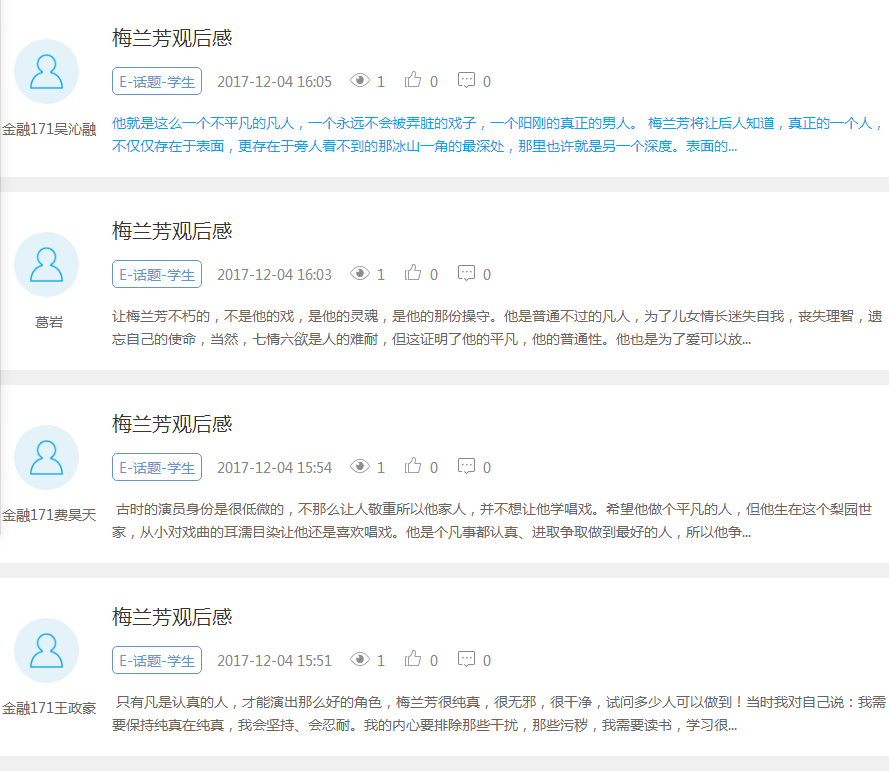 梅兰芳观后感
E-话题-学生 2017-12-04 16:05 1 0 0
金融171吴沁融
他就是这么一个不平凡的凡人，一个永远不会被弄脏的戏子，一个阳刚的真正的男人。 梅兰芳将让后人知道，真正的一个人，
不仅仅存在于表面，更存在于旁人看不到的那冰山一角的最深处，那里也许就是另一个深度。表面的...
梅兰芳观后感
E-话题-学生 2017-12-04 16:03 1 0 0
葛岩
让梅兰芳不朽的，不是他的戏，是他的灵魂，是他的那份操守。他是普通不过的凡人，为了儿女情长迷失自我，丧失理智，遗
忘自己的使命，当然，七情六欲是人的难耐，但这证明了他的平凡，他的普通性。他也是为了爱可以放...
梅兰芳观后感
E-话题-学生 2017-12-04 15:54 1 0 0
金融171费昊天
古时的演员身份是很低微的，不那么让人敬重所以他家人，并不想让他学唱戏。希望他做个平凡的人，但他生在这个梨园世
家，从小对戏曲的耳濡目染让他还是喜欢唱戏。他是个凡事都认真、进取争取做到最好的人，所以他争...
梅兰芳观后感
E-话题-学生 2017-12-04 15:51 1 0 0
金融171王政豪
只有凡是认真的人，才能演出那么好的角色，梅兰芳很纯真，很无邪，很干净，试问多少人可以做到！当时我对自己说：我需
要保持纯真在纯真，我会坚持、会忍耐。我的内心要排除那些干扰，那些污秽，我需要读书，学习很...